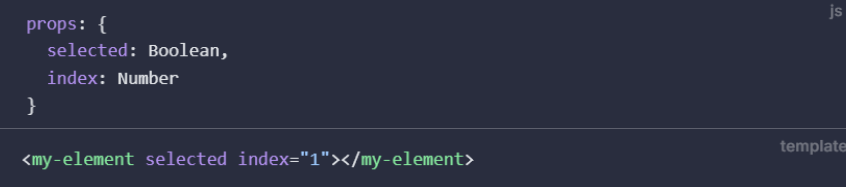 js
props: {
  selected: Boolean,
  index: Number
}
template
<my-element selected index="1"></my-element>